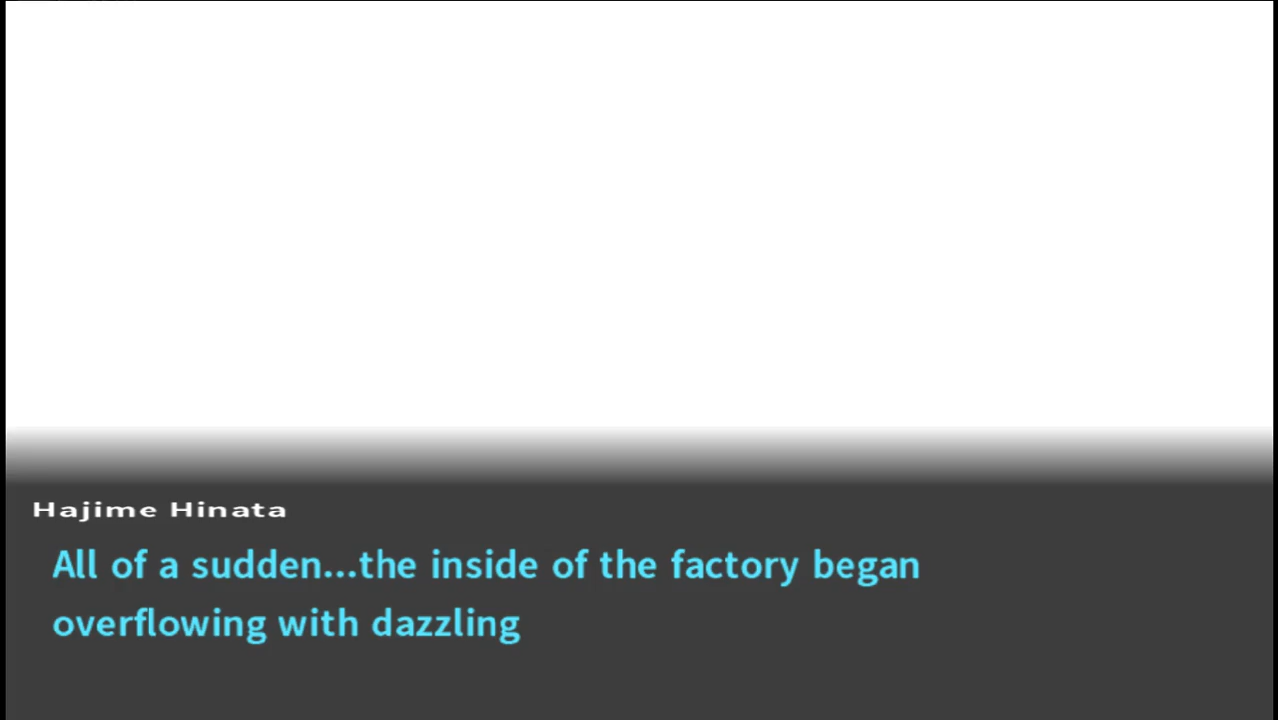 Hajime Hinata
All of a sudden...the inside of the factory began
overflowing with dazzling